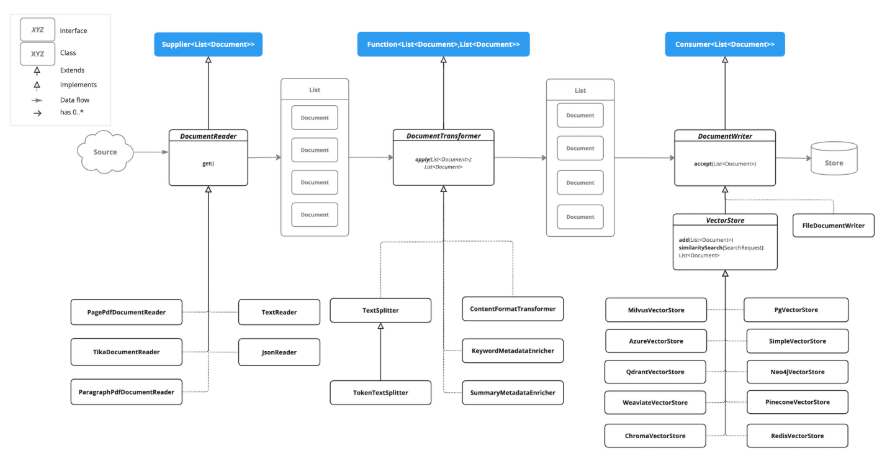 XYZ
Interface
XYZ
Class
Extends
Implements
Data flow
has 0..*
Supplier<List<Document>>
Function<List<Document>,List<Document>>
Consumer<List<Document>>
Source
DocumentReader
get()
List
Document
Document
Document
Document
DocumentTransformer
apply(List<Document>):
List<Document>
List
Document
Document
Document
Document
DocumentWriter
accept(List<Document>)
Store
VectorStore
add(List<Document>)
similaritySearch(SearchRequest):
List<Document>
FileDocumentWriter
PagePdfDocumentReader
TextReader
TikaDocumentReader
JsonReader
ParagraphPdfDocumentReader
TextSplitter
TokenTextSplitter
ContentFormatTransformer
KeywordMetadataEnricher
SummaryMetadataEnricher
MilvusVectorStore
PgVectorStore
AzureVectorStore
SimpleVectorStore
QdrantVectorStore
Neo4jVectorStore
WeaviateVectorStore
PineconeVectorStore
ChromaVectorStore
RedisVectorStore